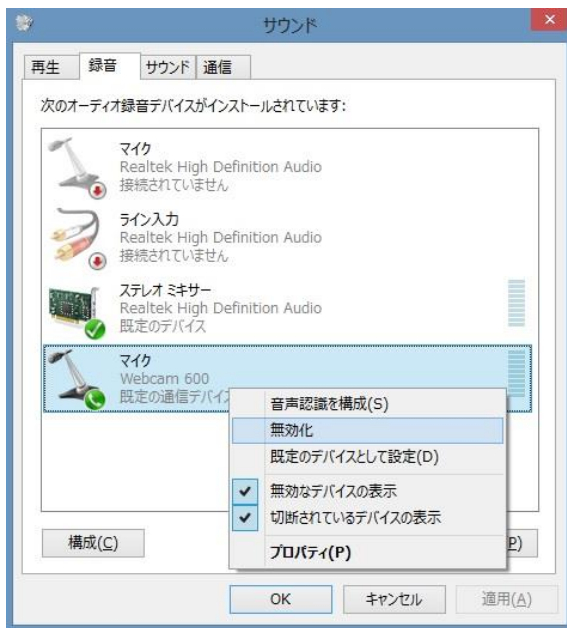 サウンド
再生 録音 サウンド 通信
次のオーディオ録音デバイスがインストールされています:
マイク
Realtek High Definition Audio
接続されていません
ライン入力
Realtek High Definition Audio
接続されていません
ステレオ ミキサー
Realtek High Definition Audio
既定のデバイス
マイク
Webcam 600
既定の通信デバイ
音声認識を構成(S)
無効化
既定のデバイスとして設定(D)
無効なデバイスの表示
切断されているデバイスの表示
プロパティ(P)
構成(C)
P)
OK キャンセル 適用(A)